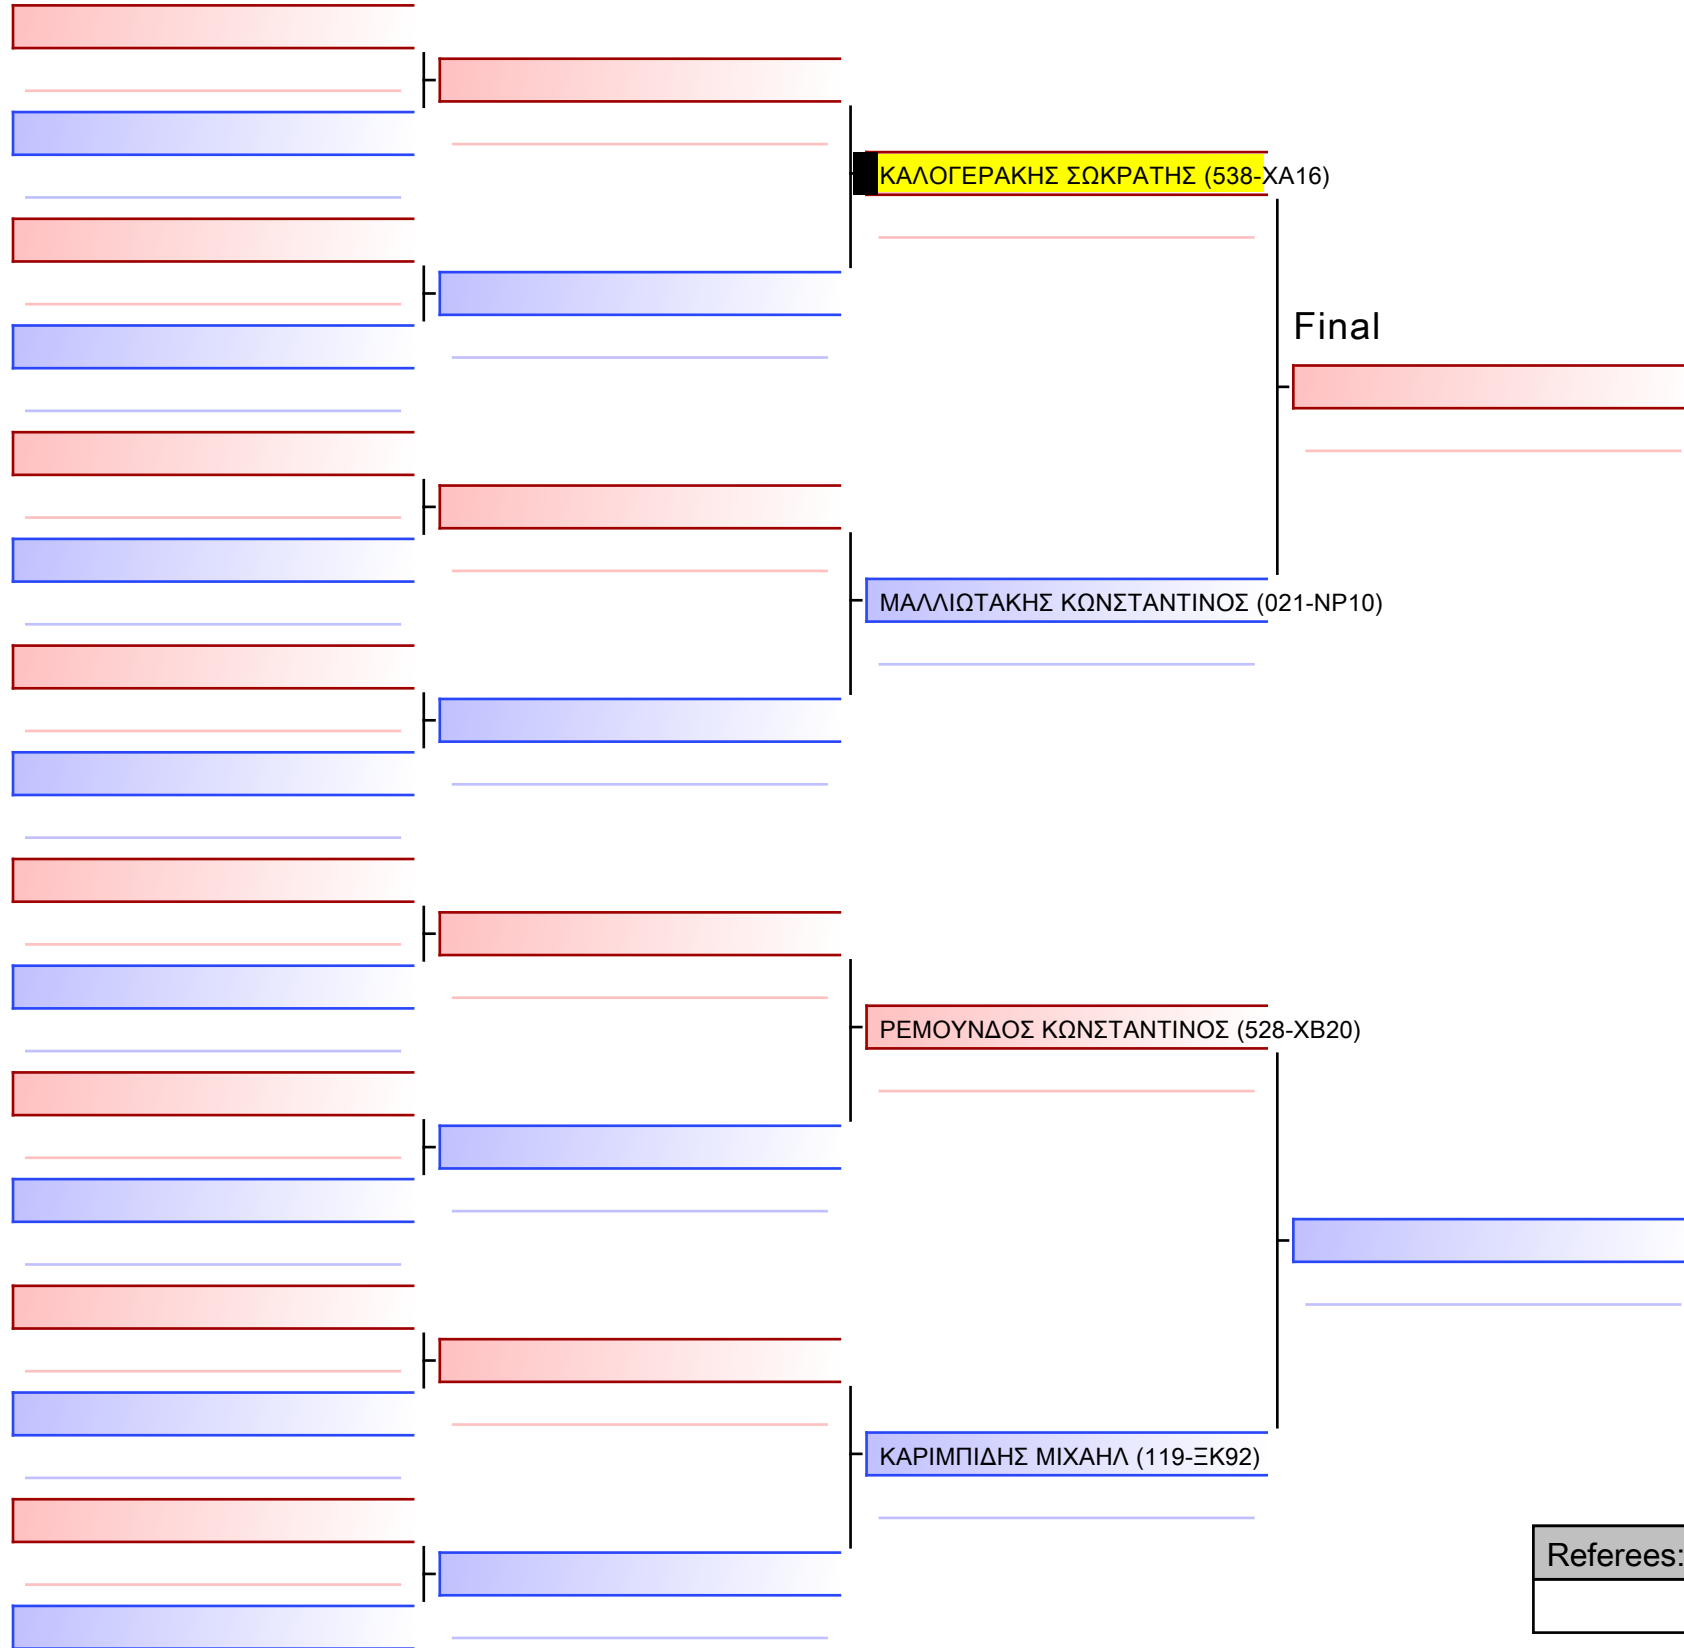 ΚΑΛΟΓΕΡΑΚΗΣ ΣΩΚΡΑΤΗΣ (538-ΧΑ16)
Final
ΜΑΛΛΙΩΤΑΚΗΣ ΚΩΝΣΤΑΝΤΙΝΟΣ (021-ΝΡ10)
ΡΕΜΟΥΝΔΟΣ ΚΩΝΣΤΑΝΤΙΝΟΣ (528-ΧΒ20)
ΚΑΡΙΜΠΙΔΗΣ ΜΙΧΑΗΛ (119-ΞΚ92)
Referees: